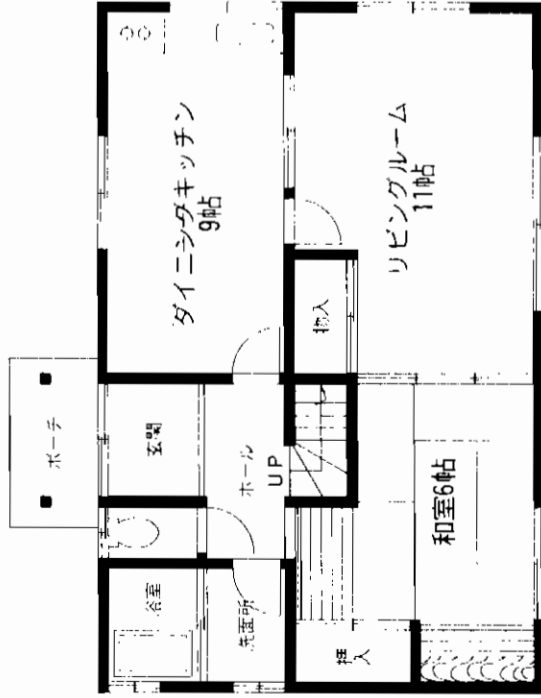 ダイニングキッチン
9帖
リビングルーム
11帖
物入
ポーチ
玄関
ホール
UP
和室6帖
浴室
洗面所
押入